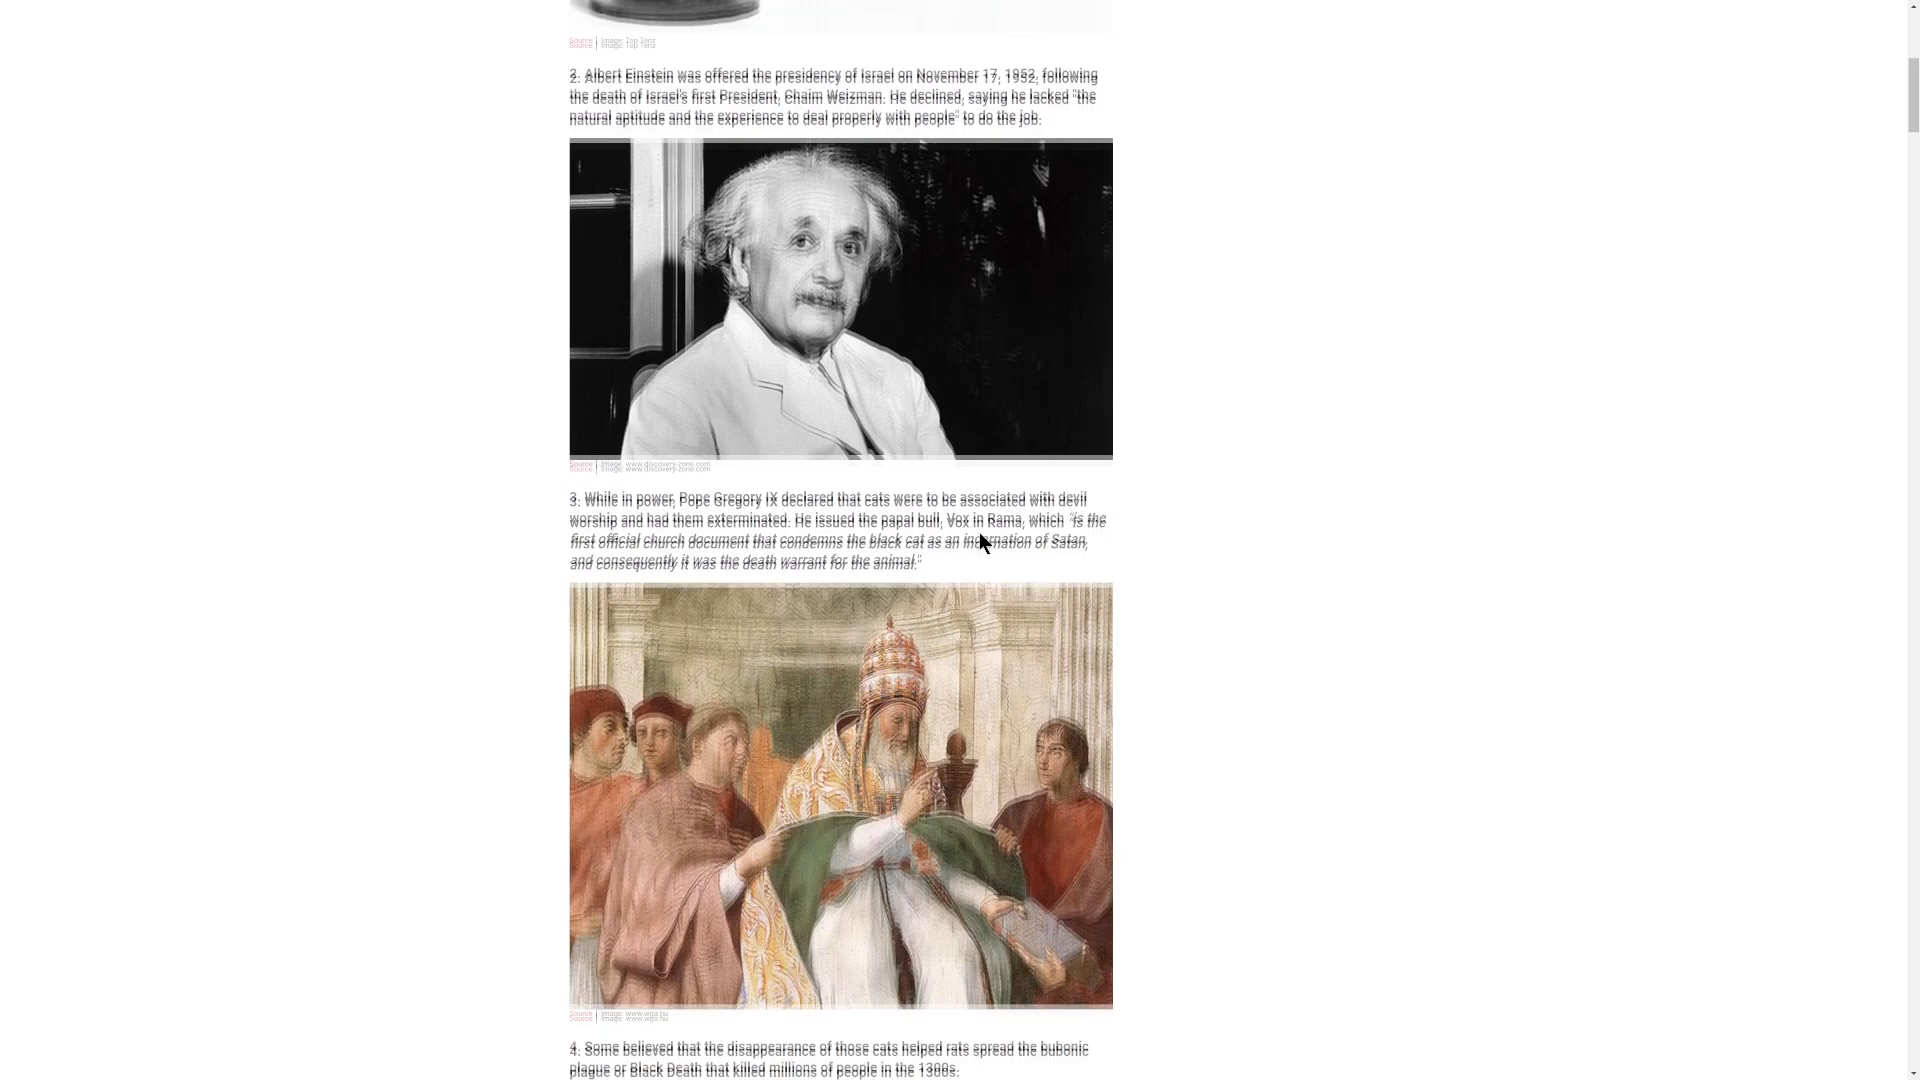 Source | Image: Top Tenz
2. Albert Einstein was offered the presidency of Israel on November 17, 1952, following
the death of Israel's first President, Chaim Weizman. He declined, saying he lacked "the
natural aptitude and the experience to deal properly with people" to do the job.
Source | Image: www.discovery-zone.com
3. While in power, Pope Gregory IX declared that cats were to be associated with devil
worship and had them exterminated. He issued the papal bull, Vox in Rama, which "is the
first official church document that condemns the black cat as an incarnation of Satan,
and consequently it was the death warrant for the animal."
Source | Image: www.wga.hu
4. Some believed that the disappearance of those cats helped rats spread the bubonic
plague or Black Death that killed millions of people in the 1300s.